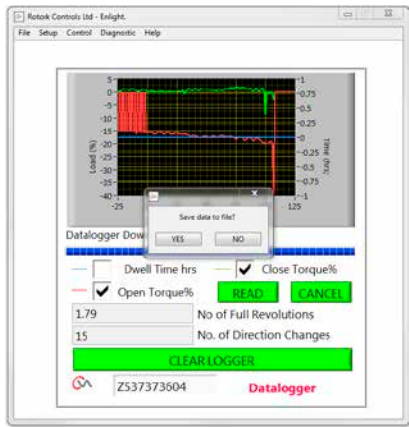 Rotork Controls Ltd - Enlight.
File Setup Control Diagnostic Help
5 1
0 0.75
-5 0.5
-10 0.25
-15 0
-20 -0.25
-25 -0.5
-30 -0.75
-35 -1
-40
-25 125
Load (%)
Time (hrs)
Save data to file?
YES NO
Datalogger Dow
Dwell Time hrs Close Torque%
Open Torque% READ CANCEL
1.79 No of Full Revolutions
15 No. of Direction Changes
CLEAR LOGGER
Z537373604 Datalogger